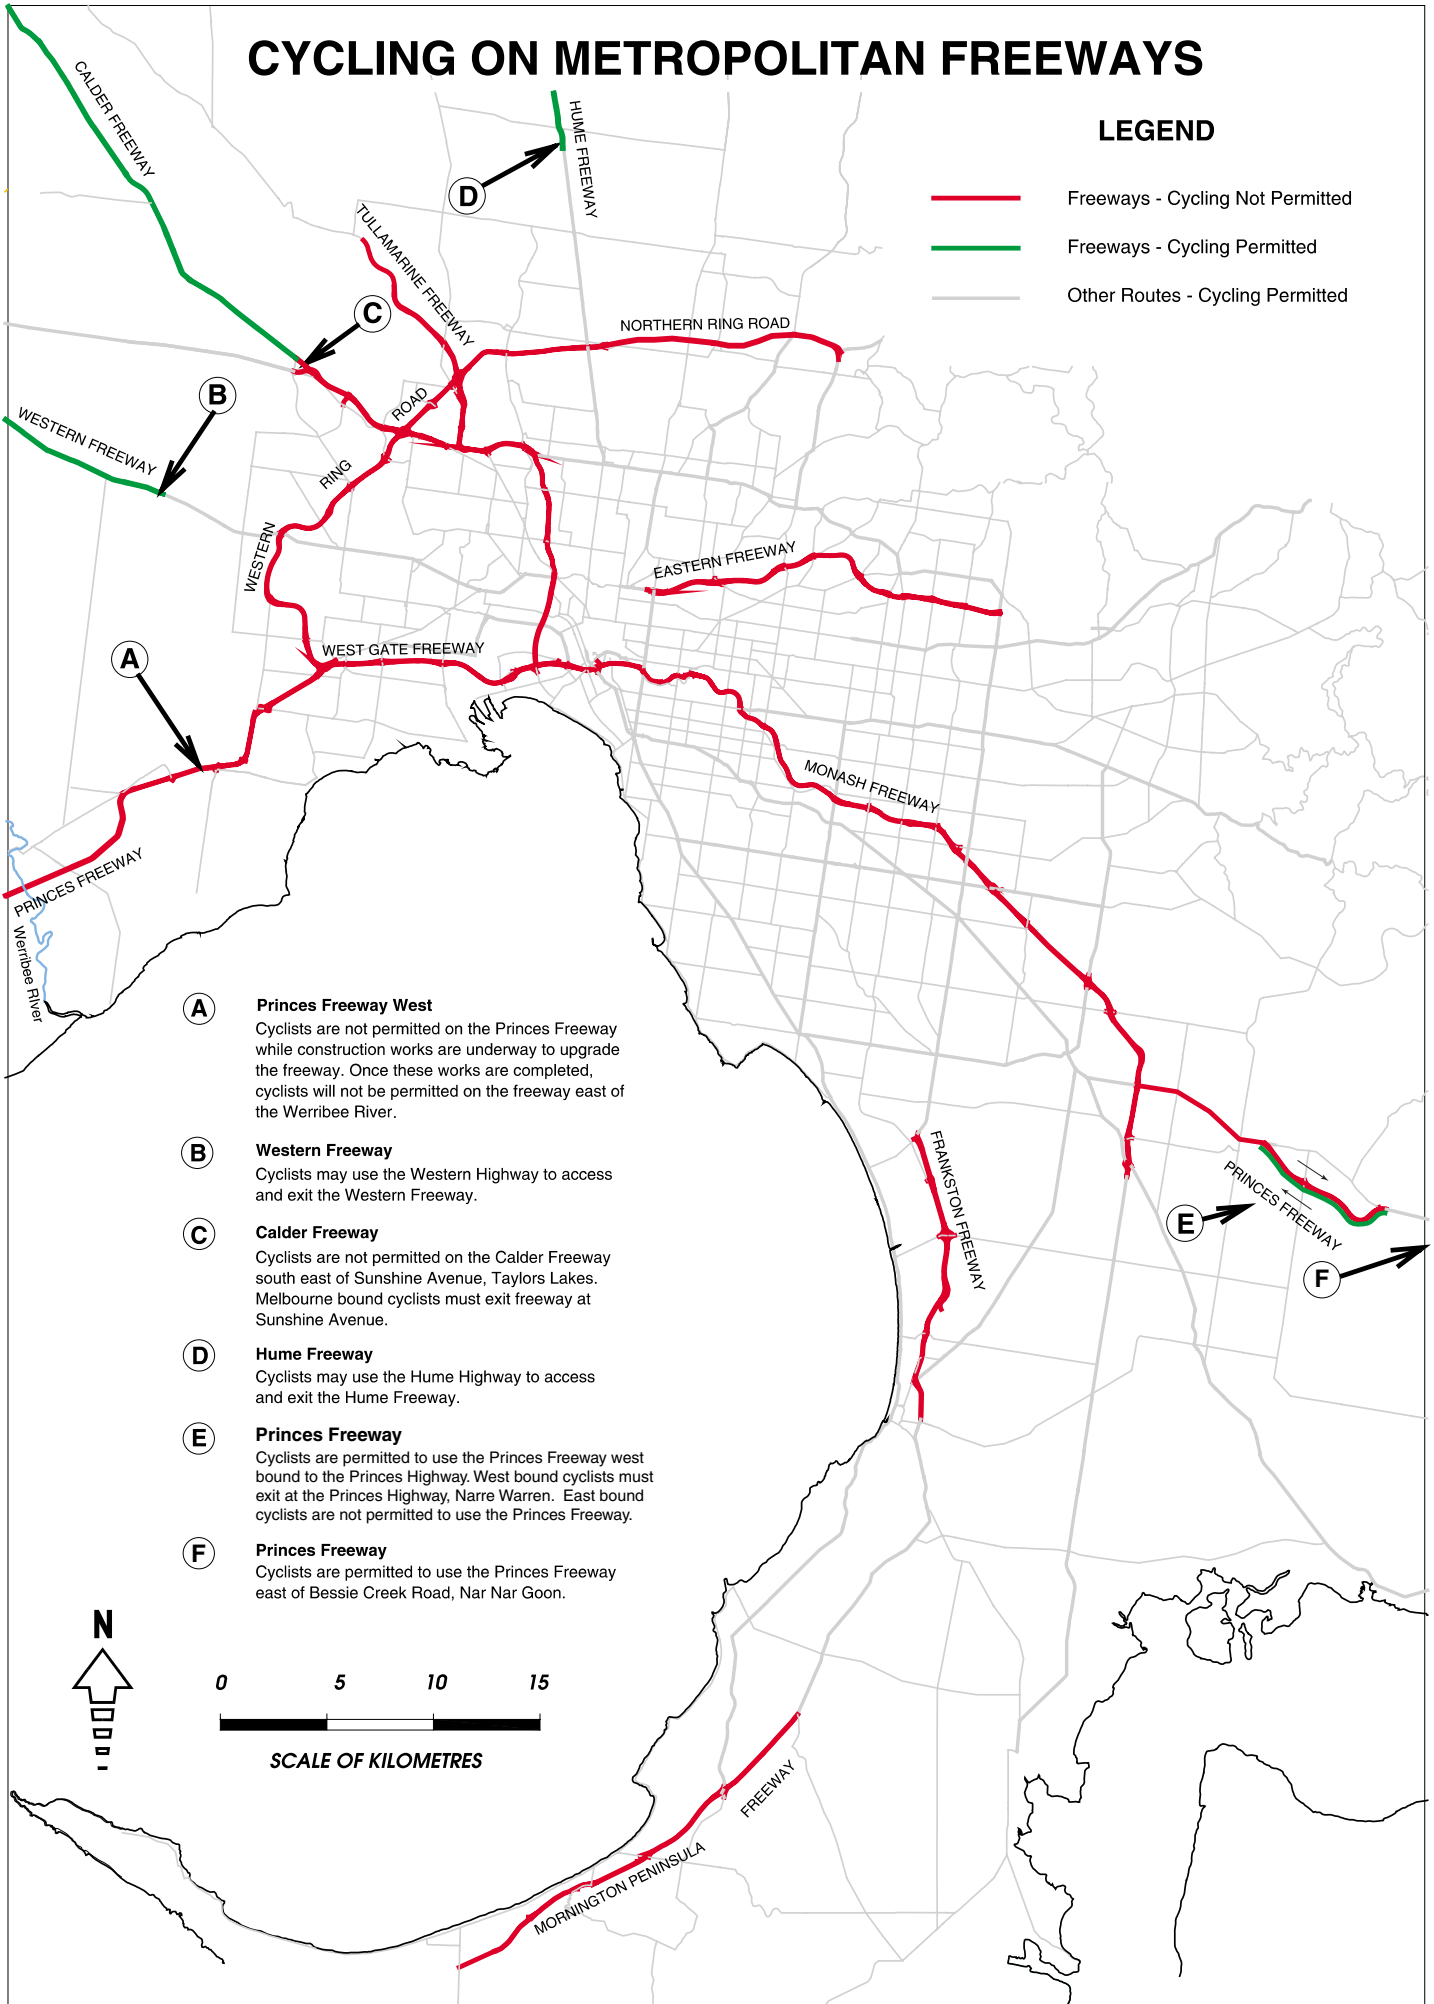 CYCLING ON METROPOLITAN FREEWAYS
LEGEND
Freeways - Cycling Not Permitted
Freeways - Cycling Permitted
Other Routes - Cycling Permitted
CALDER FREEWAY
HUME FREEWAY
D
TULLAMARINE FREEWAY
C
NORTHERN RING ROAD
B
WESTERN FREEWAY
WESTERN RING ROAD
EASTERN FREEWAY
A
WEST GATE FREEWAY
MONASH FREEWAY
PRINCES FREEWAY
Werribee RIver
FRANKSTON FREEWAY
PRINCES FREEWAY
E
F
A
Princes Freeway West
Cyclists are not permitted on the Princes Freeway
while construction works are underway to upgrade
the freeway. Once these works are completed,
cyclists will not be permitted on the freeway east of
the Werribee River.
B
Western Freeway
Cyclists may use the Western Highway to access
and exit the Western Freeway.
C
Calder Freeway
Cyclists are not permitted on the Calder Freeway
south east of Sunshine Avenue, Taylors Lakes.
Melbourne bound cyclists must exit freeway at
Sunshine Avenue.
D
Hume Freeway
Cyclists may use the Hume Highway to access
and exit the Hume Freeway.
E
Princes Freeway
Cyclists are permitted to use the Princes Freeway west
bound to the Princes Highway. West bound cyclists must
exit at the Princes Highway, Narre Warren. East bound
cyclists are not permitted to use the Princes Freeway.
F
Princes Freeway
Cyclists are permitted to use the Princes Freeway
east of Bessie Creek Road, Nar Nar Goon.
N
0 5 10 15
SCALE OF KILOMETRES
MORNINGTON PENINSULA FREEWAY